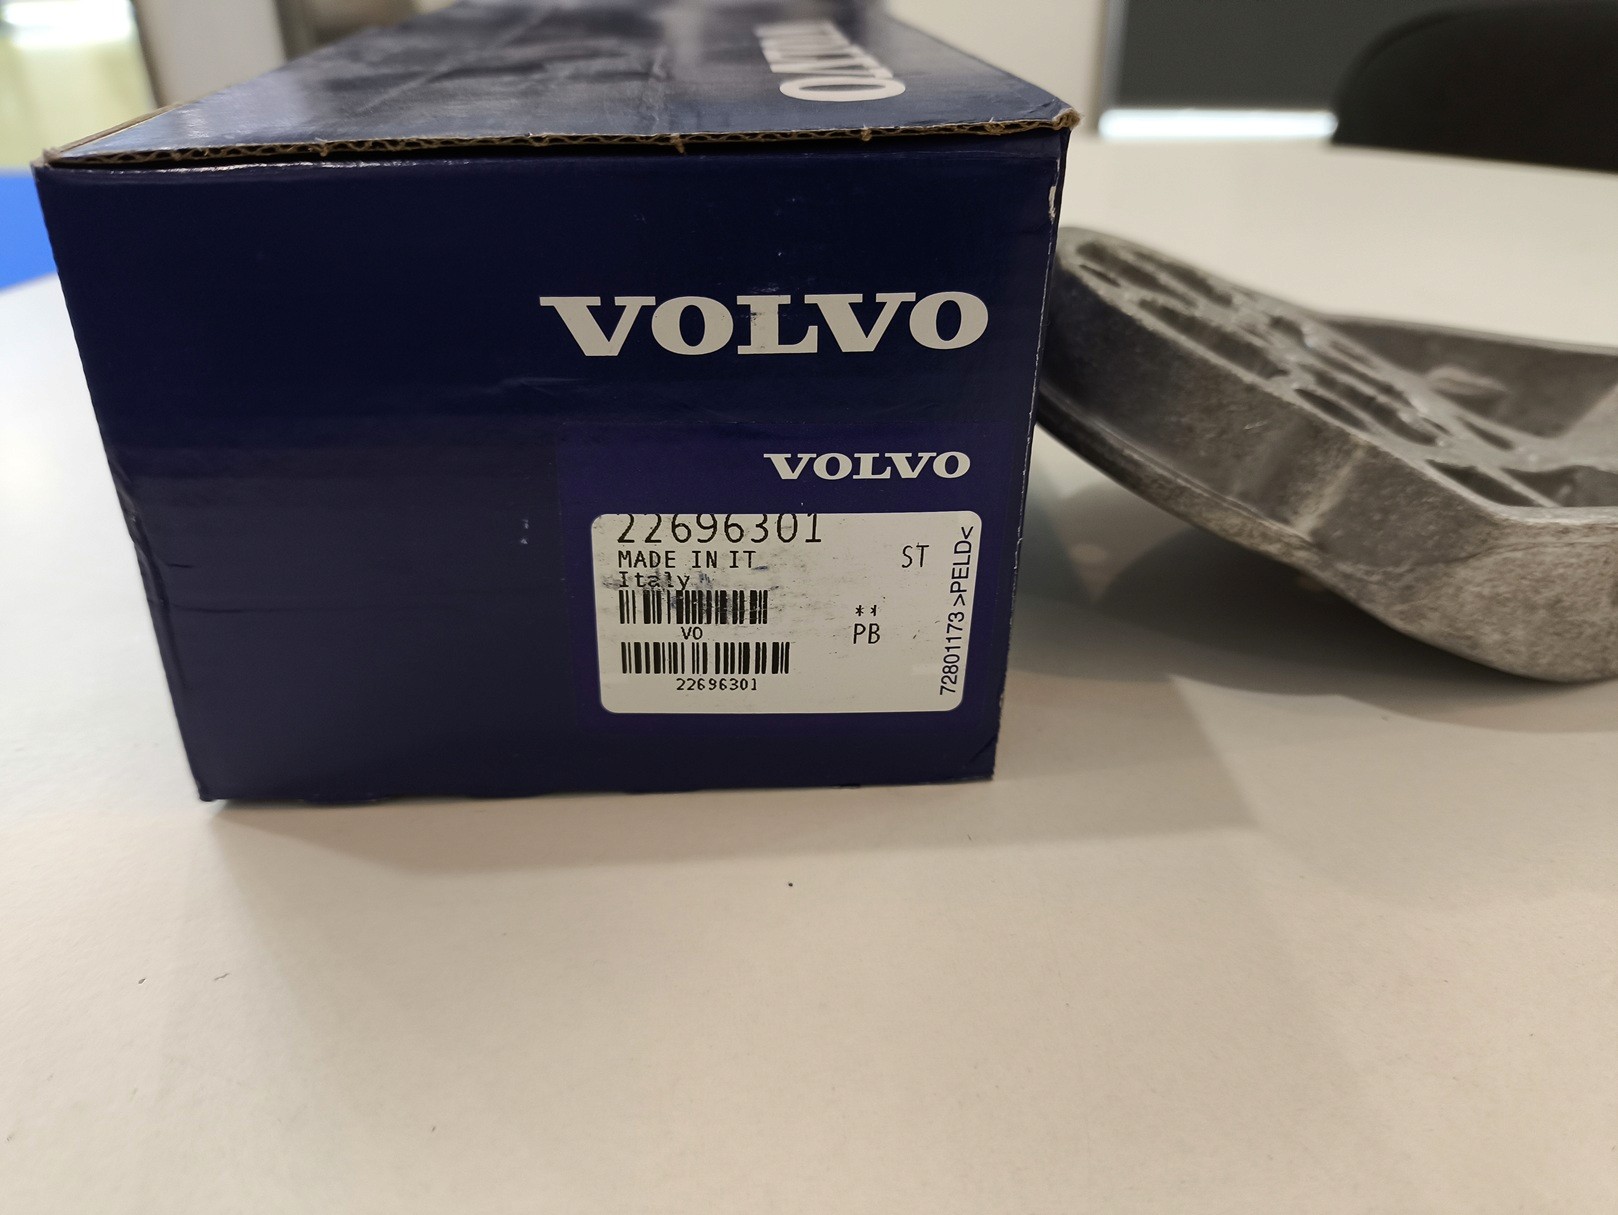 VOLVO
VOLVO
VOLVO
22696301
MADE IN IT
Italy
ST
**
VO
PB
22696301
72801173 >PELD<